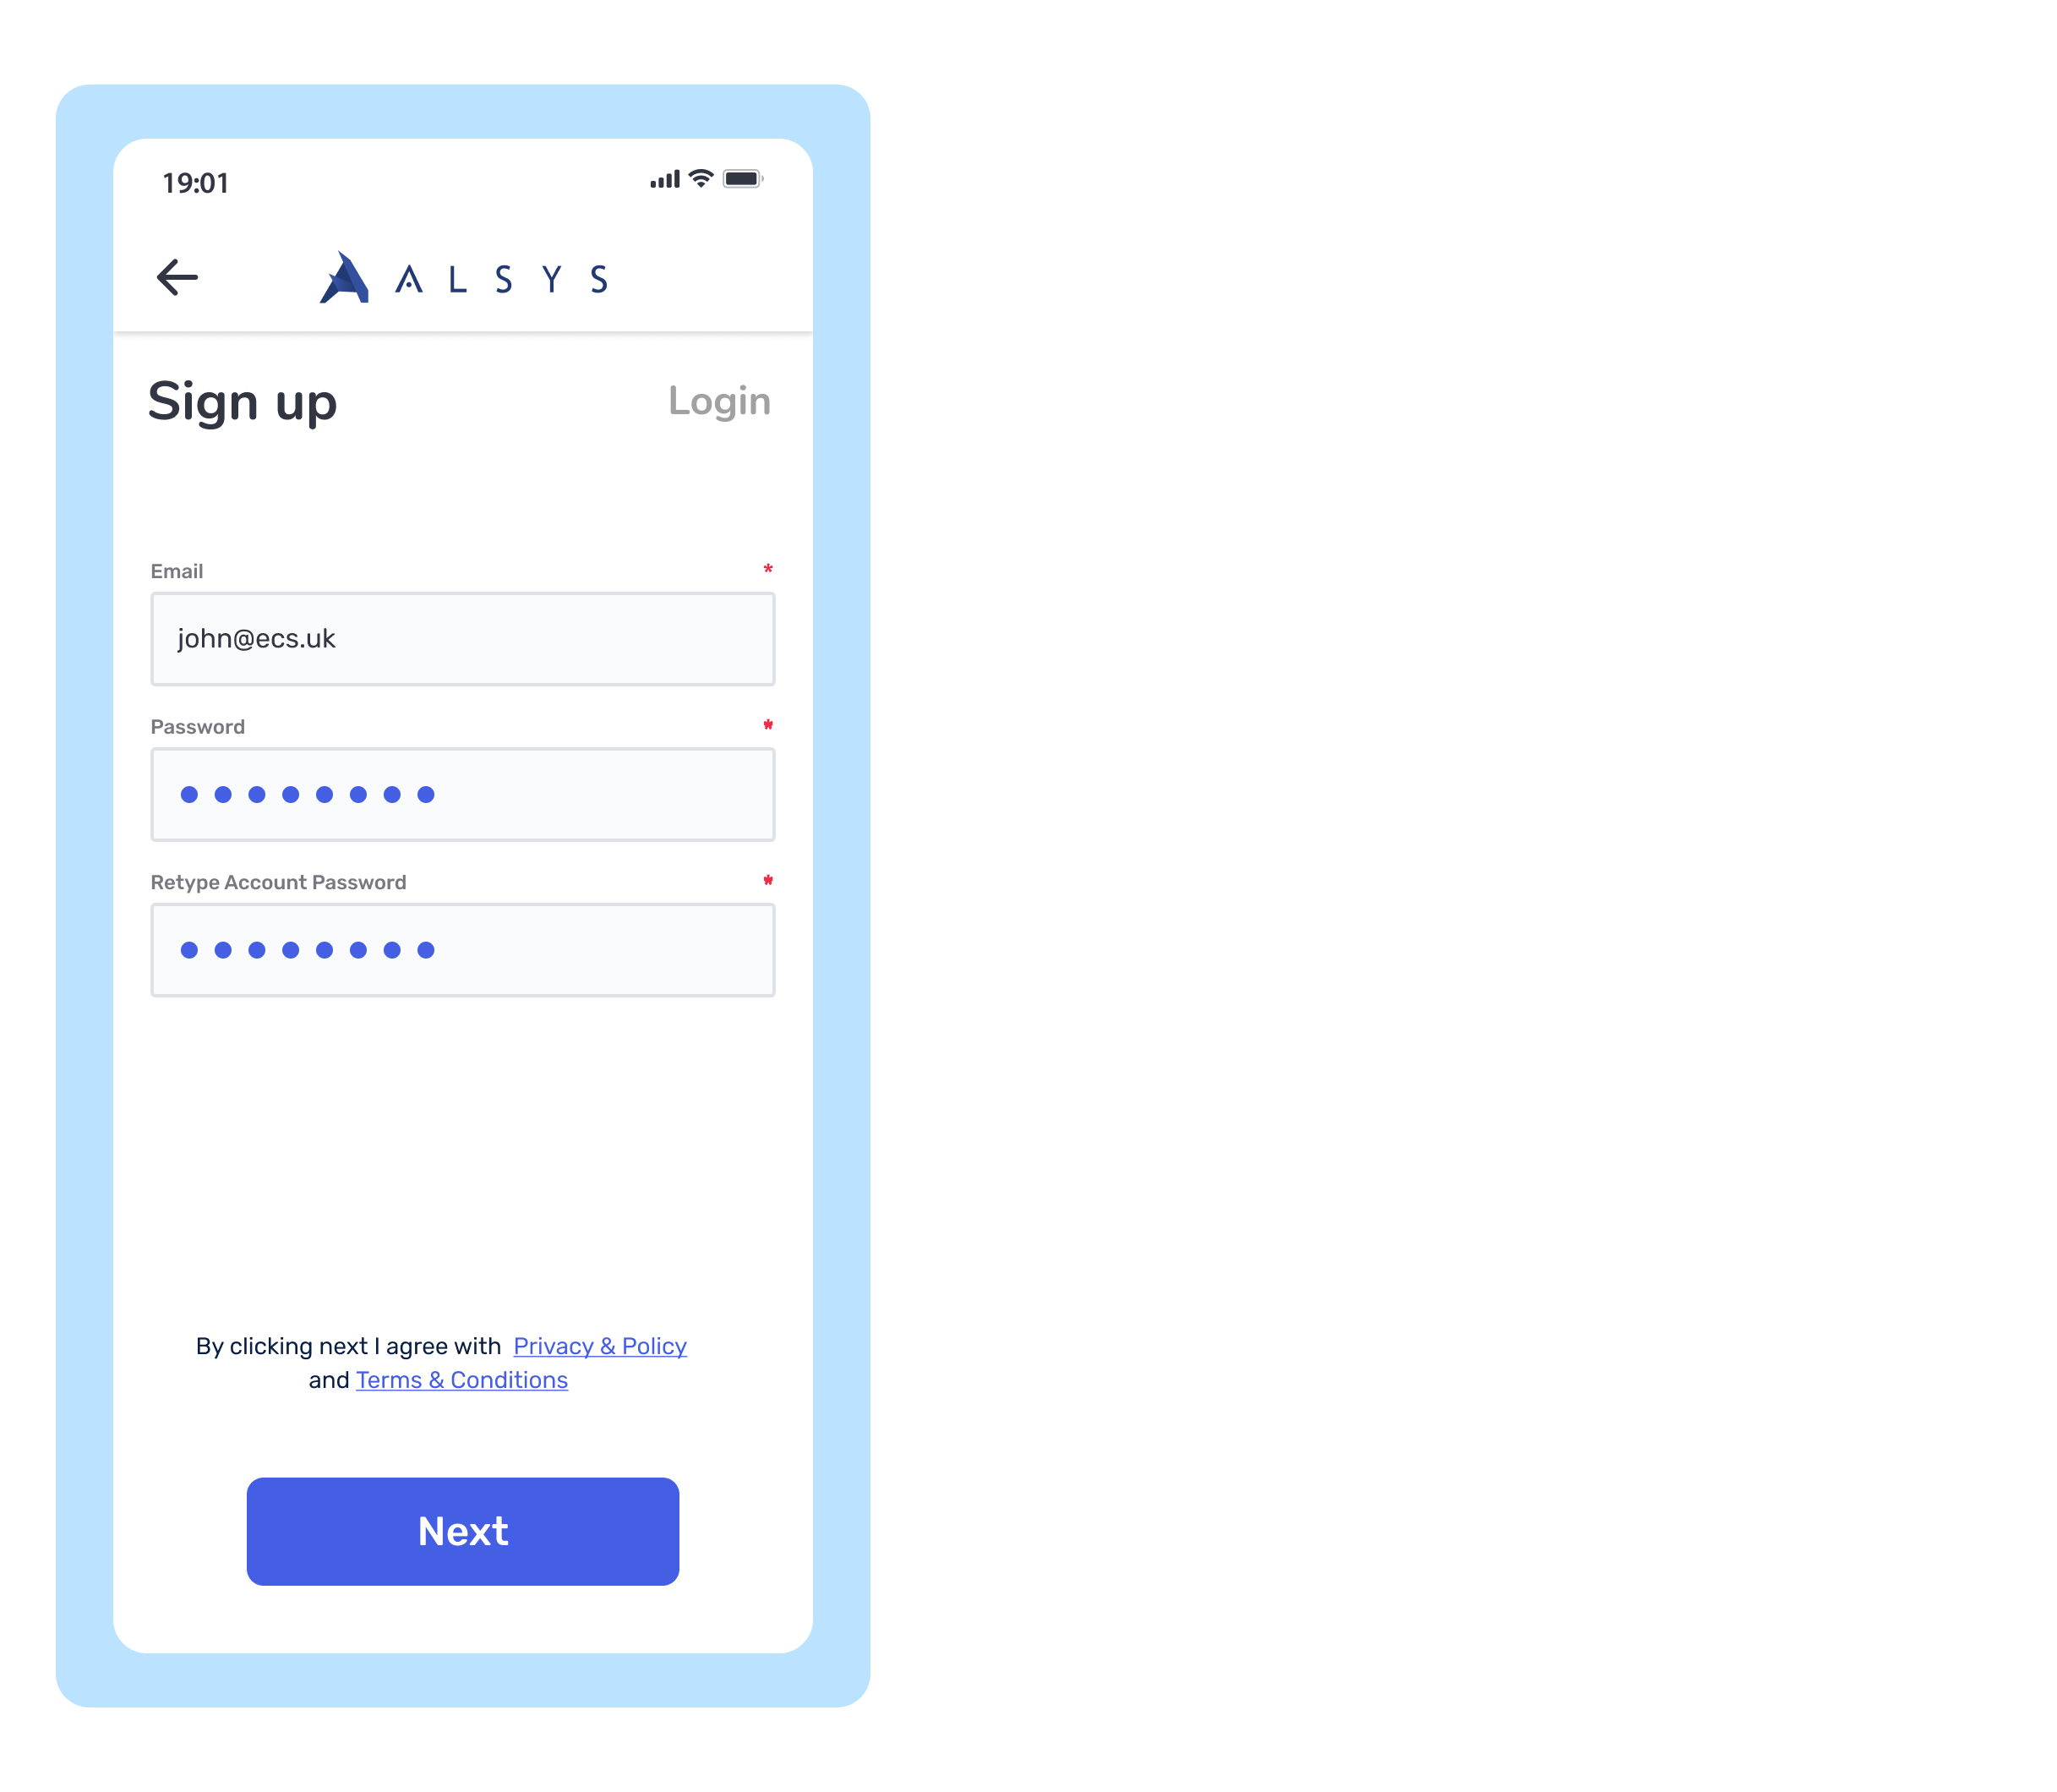 19:01
ALSYS
Sign up
Login
Email *
john@ecs.uk
Password *
Retype Account Password *
By clicking next I agree with Privacy & Policy
and Terms & Conditions
Next